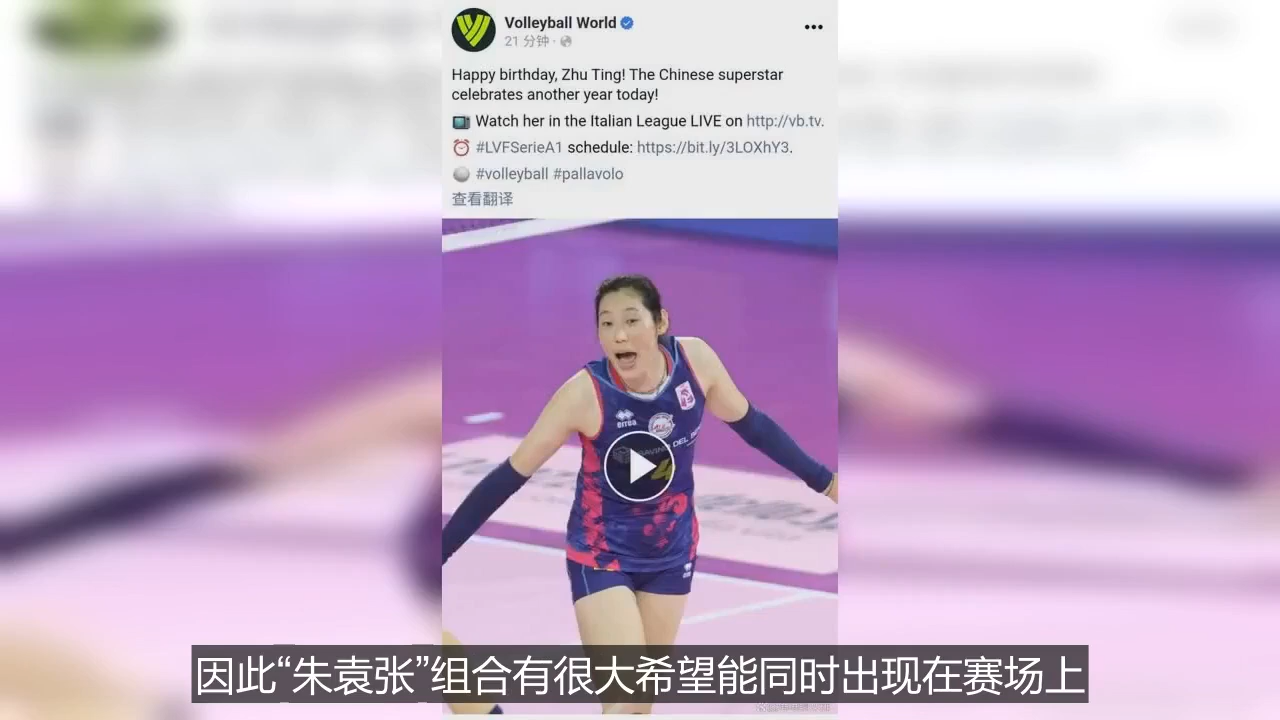 Volleyball World
21 分钟 ·
Happy birthday, Zhu Ting! The Chinese superstar
celebrates another year today!
Watch her in the Italian League LIVE on http://vb.tv.
#LVFSerieA1 schedule: https://bit.ly/3LOXhY3.
#volleyball #pallavolo
查看翻译
errea
因此“朱袁张”组合有很大希望能同时出现在赛场上